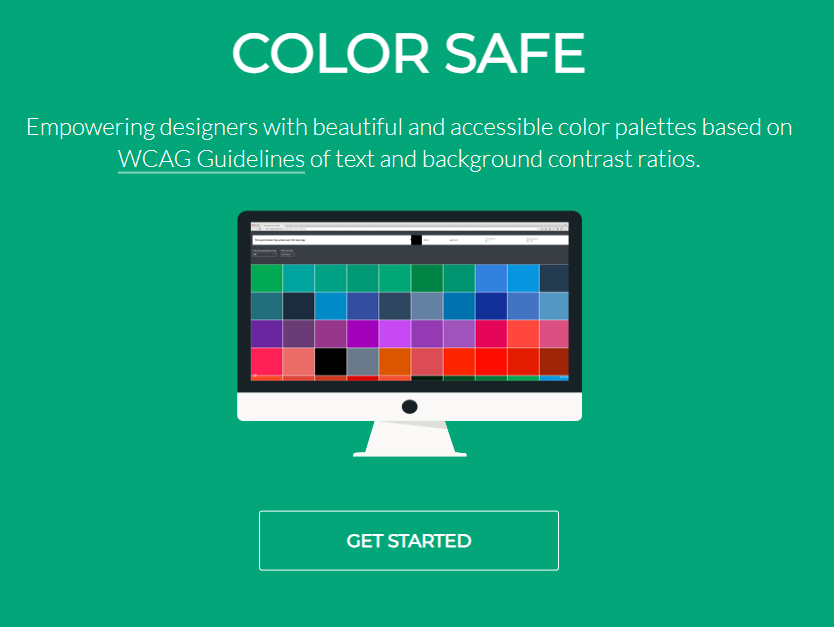 COLOR SAFE
Empowering designers with beautiful and accessible color palettes based on
WCAG Guidelines of text and background contrast ratios.
GET STARTED